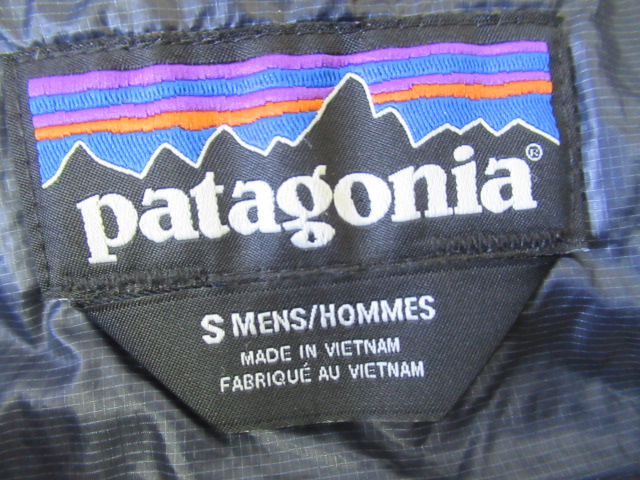 patagonia®
S MENS/HOMMES
MADE IN VIETNAM
FABRIQUÉ AU VIETNAM